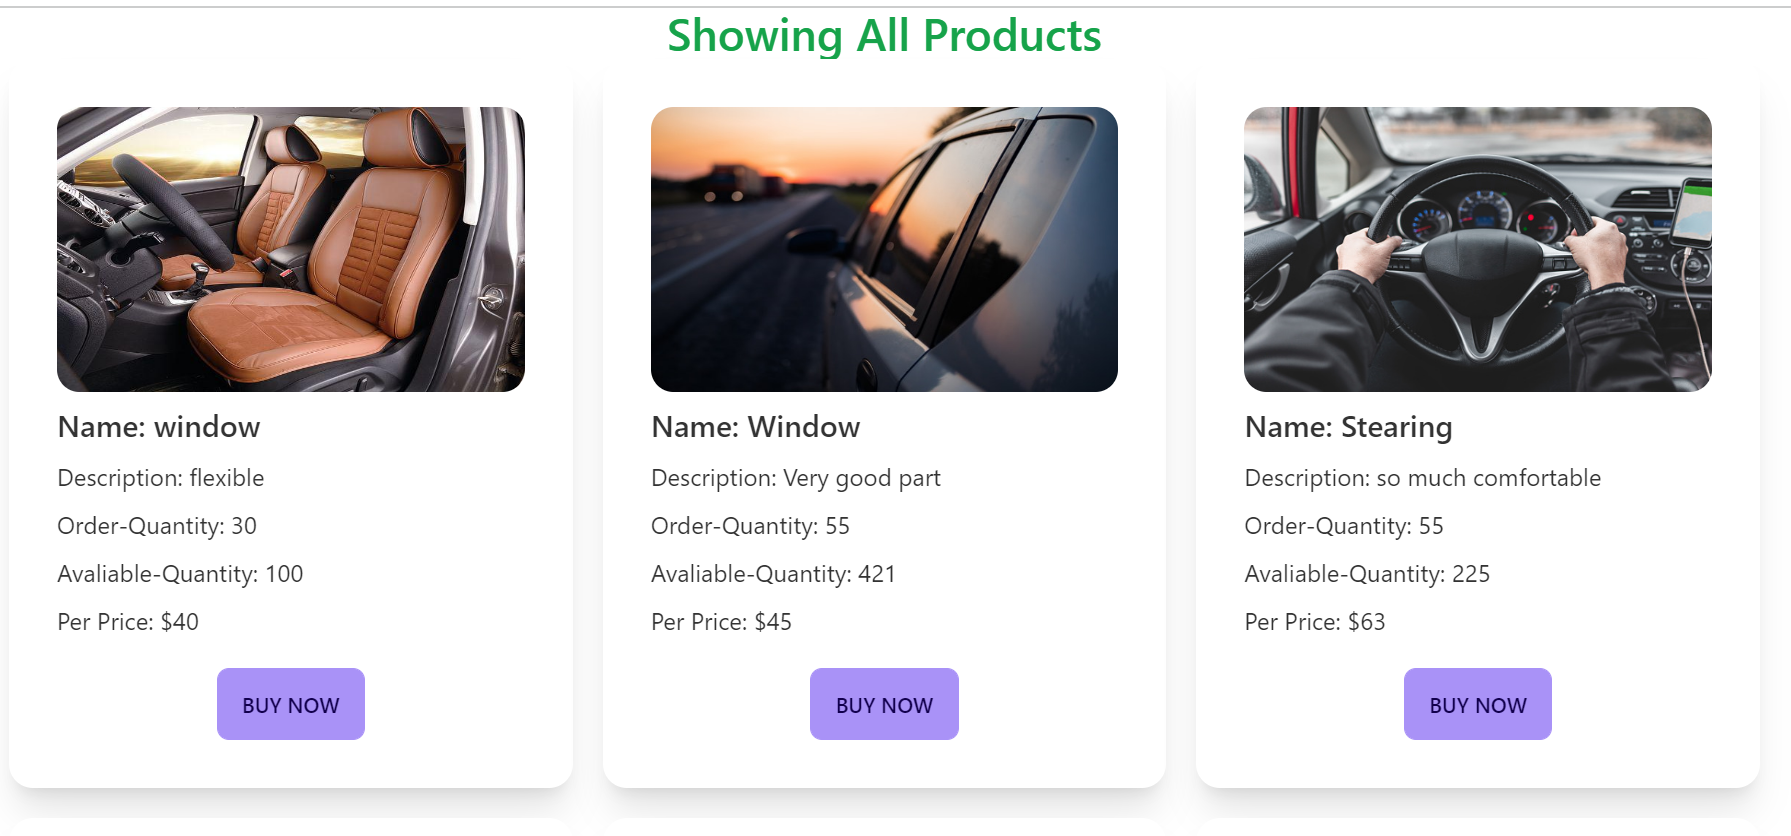 Showing All Products
Name: window
Description: flexible
Order-Quantity: 30
Avaliable-Quantity: 100
Per Price: $40
BUY NOW
Name: Window
Description: Very good part
Order-Quantity: 55
Avaliable-Quantity: 421
Per Price: $45
BUY NOW
Name: Stearing
Description: so much comfortable
Order-Quantity: 55
Avaliable-Quantity: 225
Per Price: $63
BUY NOW